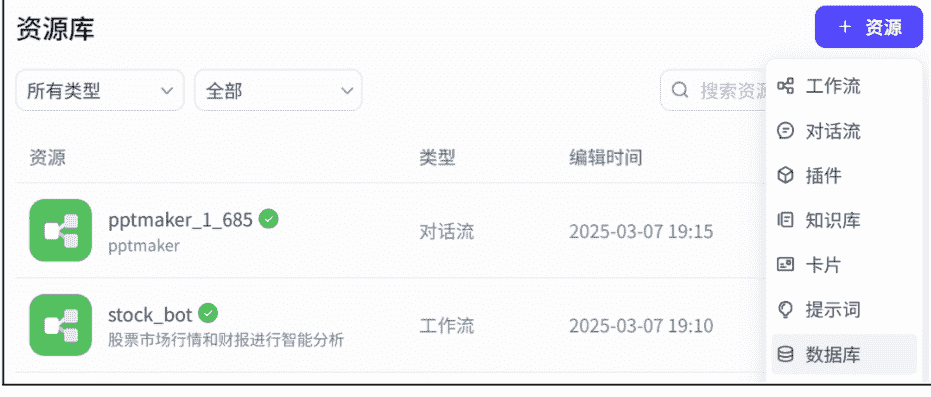 资源库
+ 资源
所有类型
全部
搜索资源
工作流
对话流
插件
知识库
卡片
提示词
数据库
资源 类型 编辑时间
pptmaker_1_685
pptmaker
对话流 2025-03-07 19:15
stock_bot
股票市场行情和财报进行智能分析
工作流 2025-03-07 19:10